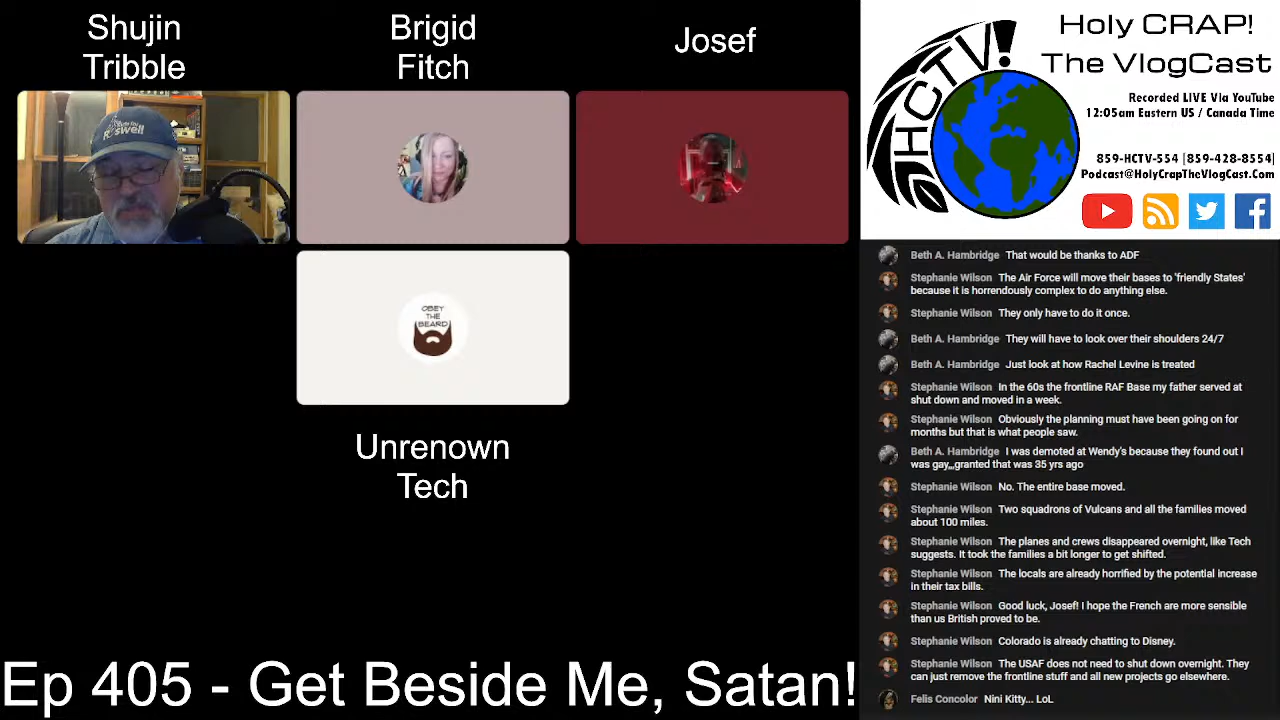 Shujin
Tribble
Brigid
Fitch
Josef
Roswell
OBEY
THE
BEARD
Unrenown
Tech
Ep 405 - Get Beside Me, Satan!
HCTV!
Holy CRAP!
The VlogCast
Recorded LIVE Via YouTube
12:05am Eastern US / Canada Time
859-HCTV-554 [859-428-8554]
Podcast@HolyCrapTheVlogCast.Com
Beth A. Hambridge That would be thanks to ADF
Stephanie Wilson The Air Force will move their bases to 'friendly States'
because it is horrendously complex to do anything else.
Stephanie Wilson They only have to do it once.
Beth A. Hambridge They will have to look over their shoulders 24/7
Beth A. Hambridge Just look at how Rachel Levine is treated
Stephanie Wilson In the 60s the frontline RAF Base my father served at
shut down and moved in a week.
Stephanie Wilson Obviously the planning must have been going on for
months but that is what people saw.
Beth A. Hambridge I was demoted at Wendy's because they found out I
was gay,,,granted that was 35 yrs ago
Stephanie Wilson No. The entire base moved.
Stephanie Wilson Two squadrons of Vulcans and all the families moved
about 100 miles.
Stephanie Wilson The planes and crews disappeared overnight, like Tech
suggests. It took the families a bit longer to get shifted.
Stephanie Wilson The locals are already horrified by the potential increase
in their tax bills.
Stephanie Wilson Good luck, Josef! I hope the French are more sensible
than us British proved to be.
Stephanie Wilson Colorado is already chatting to Disney.
Stephanie Wilson The USAF does not need to shut down overnight. They
can just remove the frontline stuff and all new projects go elsewhere.
Felis Concolor Nini Kitty... LoL